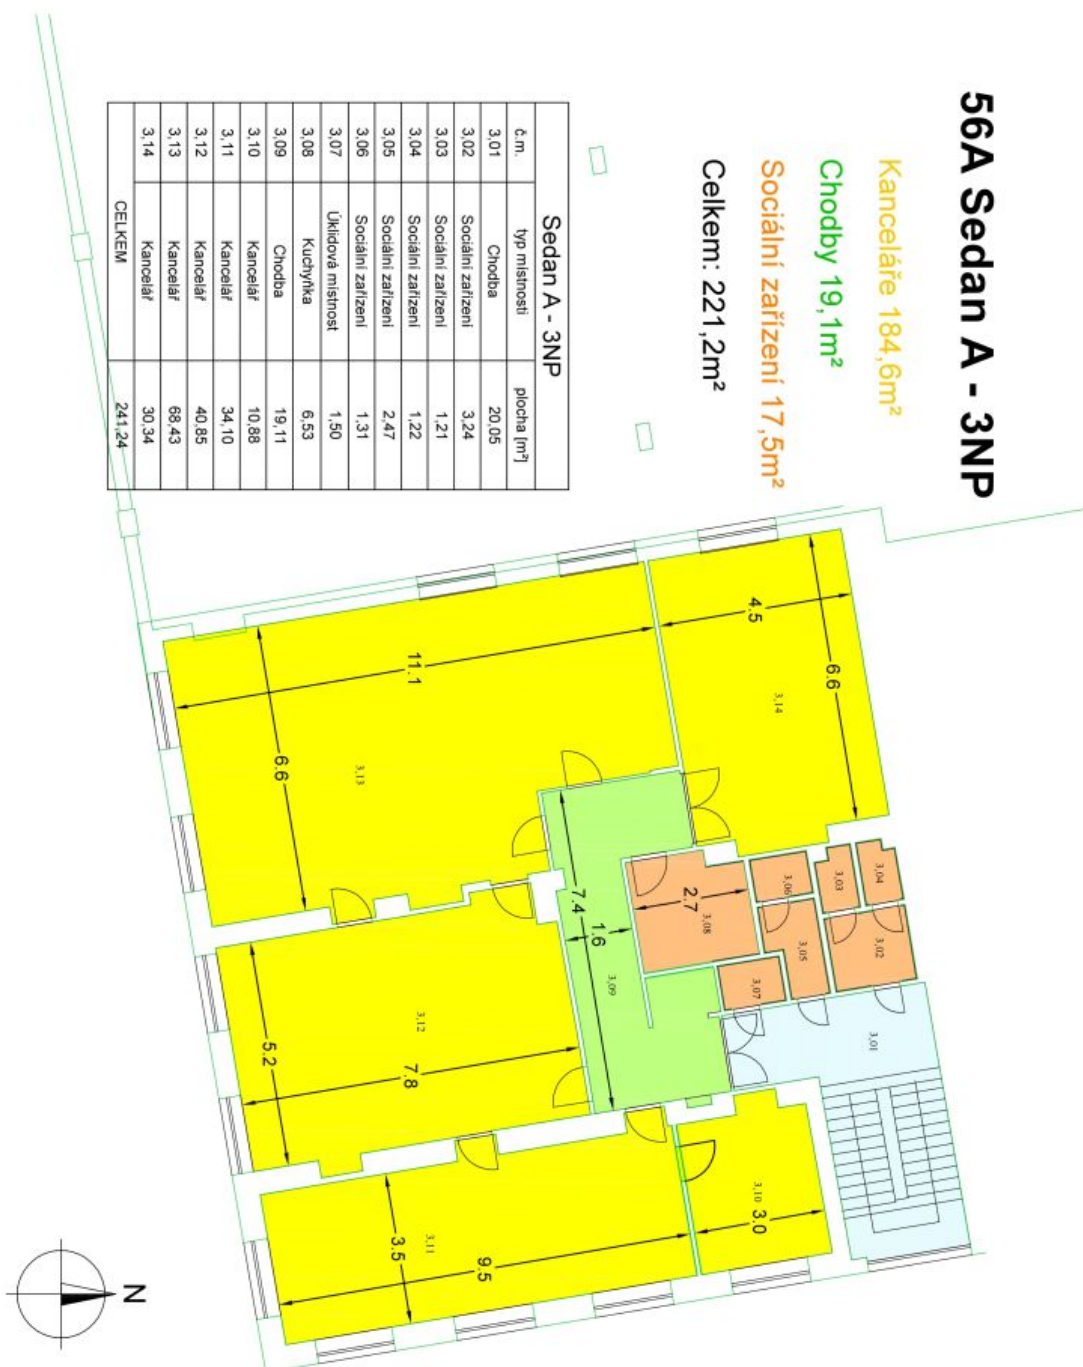 56A Sedan A - 3NP
Kanceláře 184,6m²
Chodby 19,1m²
Sociální zařízení 17,5m²
Celkem: 221,2m²
Sedan A - 3NP
č.m. typ místnosti plocha [m²]
3,01 Chodba 20,05
3,02 Sociální zařízení 3,24
3,03 Sociální zařízení 1,21
3,04 Sociální zařízení 1,22
3,05 Sociální zařízení 2,47
3,06 Sociální zařízení 1,31
3,07 Úklidová místnost 1,50
3,08 Kuchyňka 6,53
3,09 Chodba 19,11
3,10 Kancelář 10,88
3,11 Kancelář 34,10
3,12 Kancelář 40,85
3,13 Kancelář 68,43
3,14 Kancelář 30,34
CELKEM 241,24
6.6
4.5
3,14
11.1
6.6
3,13
3,04
3,03
3,06
2.7
3,08
3,02
3,05
3,07
7.4
1.6
3,09
3,01
3,12
5.2
7.8
3,10
3.0
3,11
3.5
9.5
N